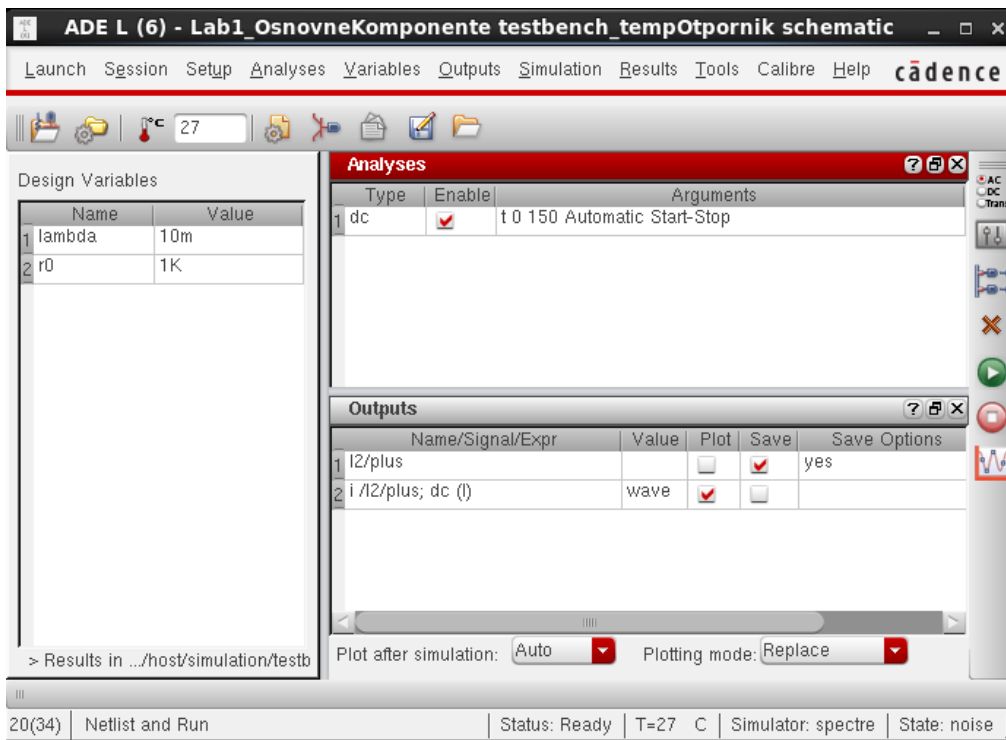 ADE L (6) - Lab1_OsnovneKomponente testbench_tempOtpornik schematic
Launch Session Setup Analyses Variables Outputs Simulation Results Tools Calibre Help cādence
°C 27
Design Variables
Name Value
1 lambda 10m
2 r0 1K
> Results in .../host/simulation/testb
Analyses
Type Enable Arguments
1 dc t 0 150 Automatic Start-Stop
Outputs
Name/Signal/Expr Value Plot Save Save Options
1 I2/plus yes
2 i /I2/plus; dc (I) wave
Plot after simulation: Auto Plotting mode: Replace
AC
DC
Trans
20(34) Netlist and Run Status: Ready T=27 C Simulator: spectre State: noise